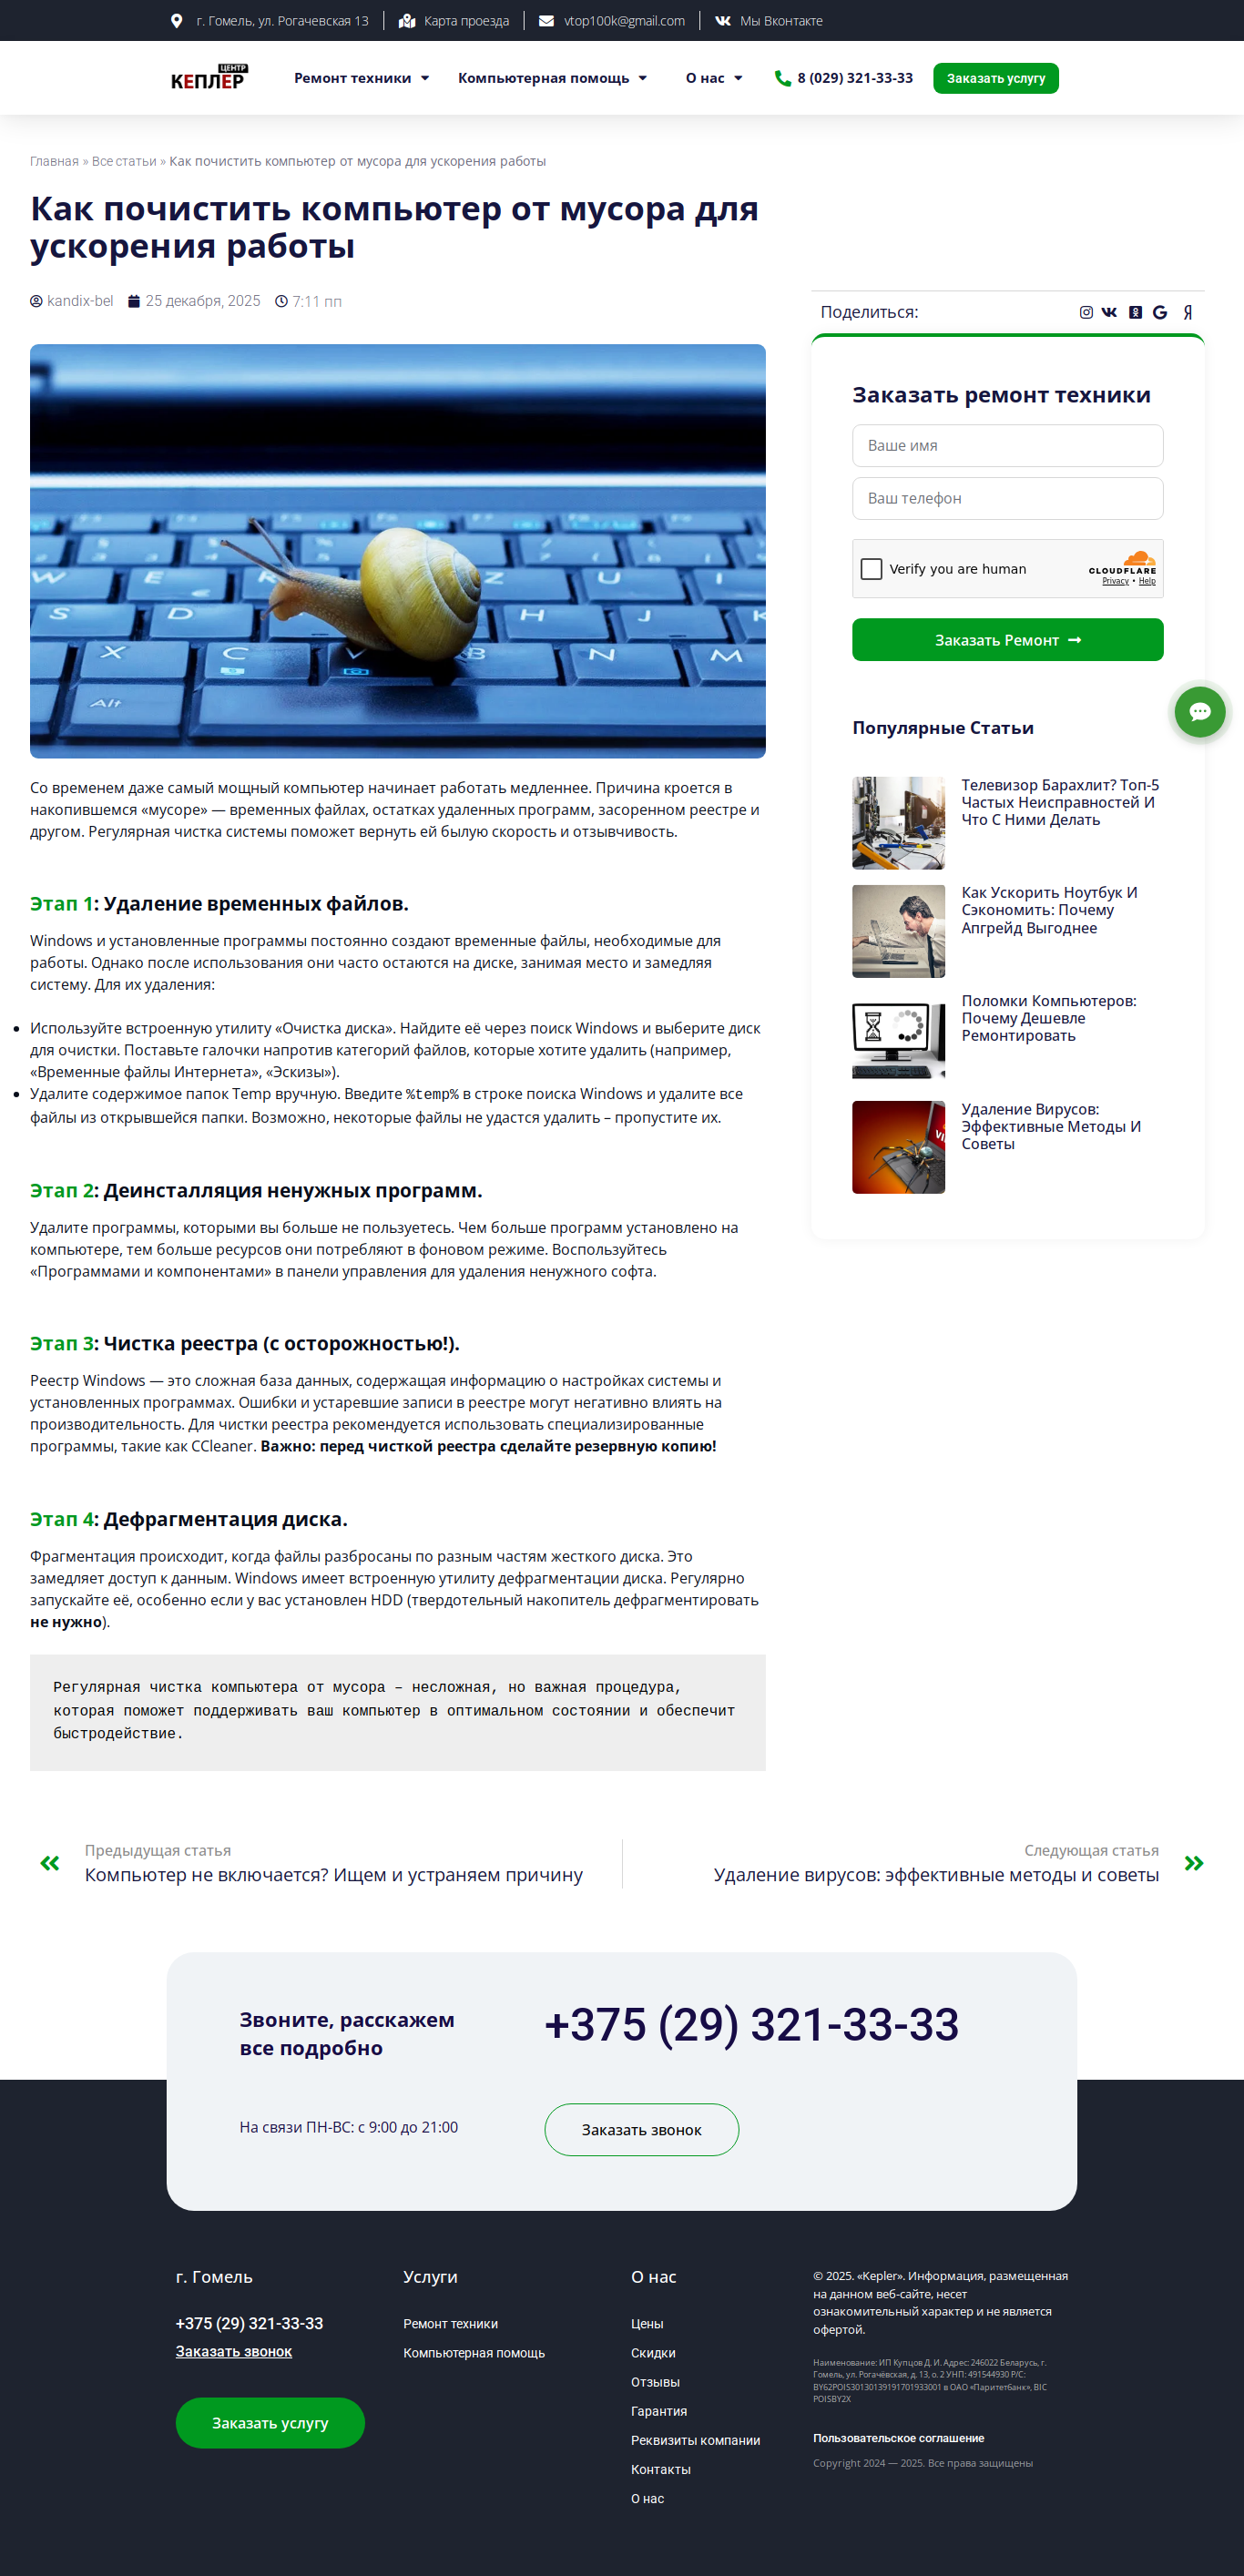 г. Гомель, ул. Рогачевская 13
Карта проезда
vtop100k@gmail.com
Мы Вконтакте
КЕПЛЕР ЦЕНТР
Ремонт техники
Компьютерная помощь
О нас
8 (029) 321-33-33
Заказать услугу
Главная » Все статьи » Как почистить компьютер от мусора для ускорения работы
Как почистить компьютер от мусора для
ускорения работы
kandix-bel
25 декабря, 2025
7:11 пп
Поделиться:
Заказать ремонт техники
Ваше имя
Ваш телефон
Verify you are human
CLOUDFLARE
Privacy • Help
Заказать Ремонт
Популярные Статьи
Телевизор Барахлит? Топ-5
Частых Неисправностей И
Что С Ними Делать
Как Ускорить Ноутбук И
Сэкономить: Почему
Апгрейд Выгоднее
Поломки Компьютеров:
Почему Дешевле
Ремонтировать
Удаление Вирусов:
Эффективные Методы И
Советы
Со временем даже самый мощный компьютер начинает работать медленнее. Причина кроется в
накопившемся «мусоре» — временных файлах, остатках удаленных программ, засоренном реестре и
другом. Регулярная чистка системы поможет вернуть ей былую скорость и отзывчивость.
Этап 1: Удаление временных файлов.
Windows и установленные программы постоянно создают временные файлы, необходимые для
работы. Однако после использования они часто остаются на диске, занимая место и замедляя
систему. Для их удаления:
Используйте встроенную утилиту «Очистка диска». Найдите её через поиск Windows и выберите диск
для очистки. Поставьте галочки напротив категорий файлов, которые хотите удалить (например,
«Временные файлы Интернета», «Эскизы»).
Удалите содержимое папок Temp вручную. Введите %temp% в строке поиска Windows и удалите все
файлы из открывшейся папки. Возможно, некоторые файлы не удастся удалить – пропустите их.
Этап 2: Деинсталляция ненужных программ.
Удалите программы, которыми вы больше не пользуетесь. Чем больше программ установлено на
компьютере, тем больше ресурсов они потребляют в фоновом режиме. Воспользуйтесь
«Программами и компонентами» в панели управления для удаления ненужного софта.
Этап 3: Чистка реестра (с осторожностью!).
Реестр Windows — это сложная база данных, содержащая информацию о настройках системы и
установленных программах. Ошибки и устаревшие записи в реестре могут негативно влиять на
производительность. Для чистки реестра рекомендуется использовать специализированные
программы, такие как CCleaner. Важно: перед чисткой реестра сделайте резервную копию!
Этап 4: Дефрагментация диска.
Фрагментация происходит, когда файлы разбросаны по разным частям жесткого диска. Это
замедляет доступ к данным. Windows имеет встроенную утилиту дефрагментации диска. Регулярно
запускайте её, особенно если у вас установлен HDD (твердотельный накопитель дефрагментировать
не нужно).
Регулярная чистка компьютера от мусора – несложная, но важная процедура,
которая поможет поддерживать ваш компьютер в оптимальном состоянии и обеспечит
быстродействие.
Предыдущая статья
Компьютер не включается? Ищем и устраняем причину
Следующая статья
Удаление вирусов: эффективные методы и советы
Звоните, расскажем
все подробно
+375 (29) 321-33-33
На связи ПН-ВС: с 9:00 до 21:00
Заказать звонок
г. Гомель
+375 (29) 321-33-33
Заказать звонок
Заказать услугу
Услуги
Ремонт техники
Компьютерная помощь
О нас
Цены
Скидки
Отзывы
Гарантия
Реквизиты компании
Контакты
О нас
© 2025. «Kepler». Информация, размещенная
на данном веб-сайте, несет
ознакомительный характер и не является
офертой.
Наименование: ИП Купцов Д. И. Адрес: 246022 Беларусь, г.
Гомель, ул. Рогачёвская, д. 13, о. 2 УНП: 491544930 Р/С:
BY62POIS30130139191701933001 в ОАО «Паритетбанк», BIC
POISBY2X
Пользовательское соглашение
Copyright 2024 — 2025. Все права защищены